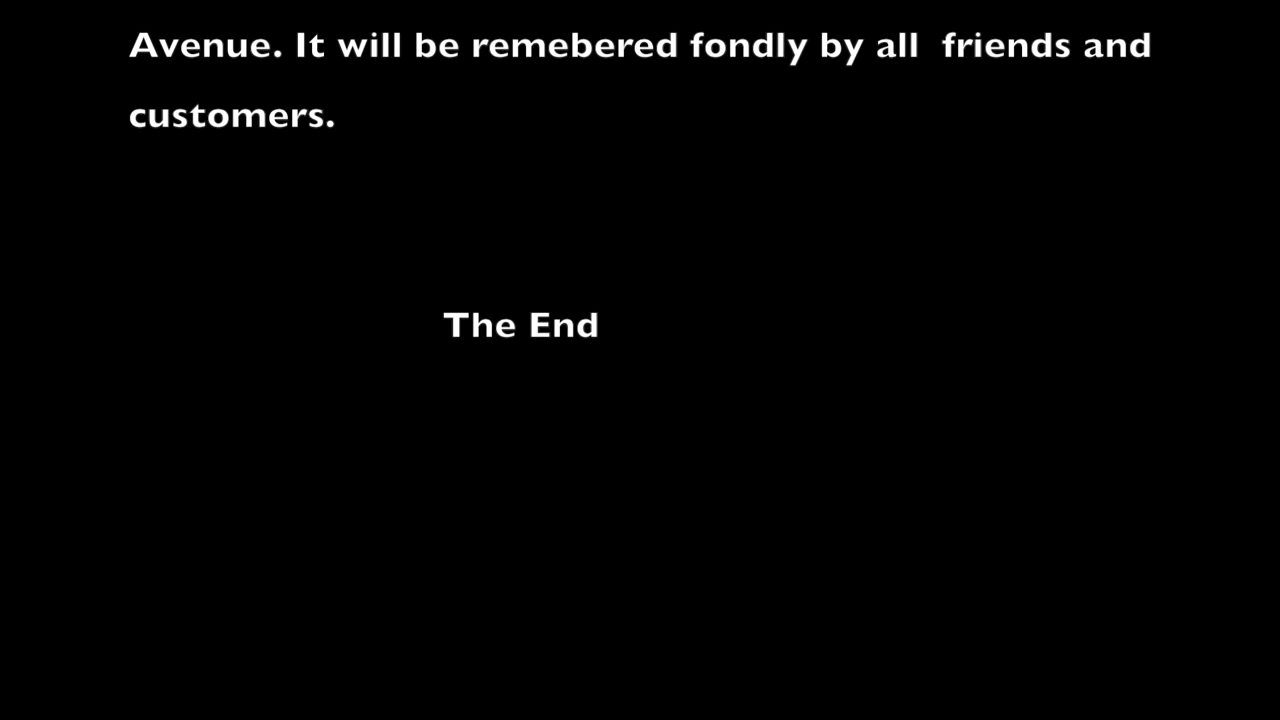 Avenue. It will be remebered fondly by all  friends and
customers.
The End